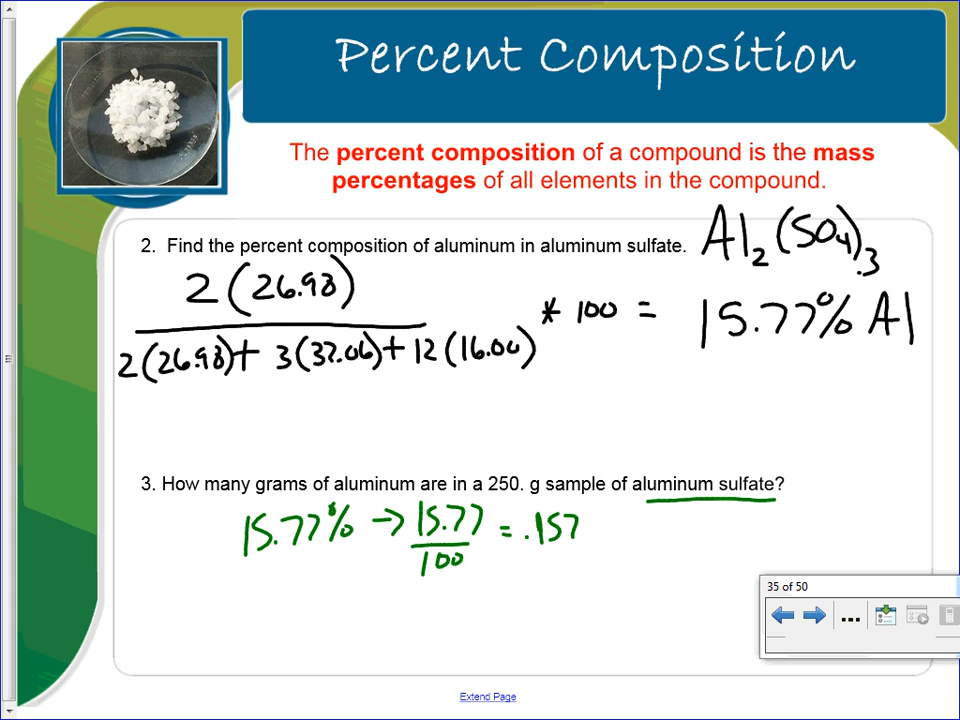 Percent Composition
The percent composition of a compound is the mass
percentages of all elements in the compound.
2. Find the percent composition of aluminum in aluminum sulfate.
Al2(SO4)3
2(26.98)
2(26.98)+ 3(32.06)+ 12(16.00)
* 100 =
15.77% Al
3. How many grams of aluminum are in a 250. g sample of aluminum sulfate?
15.77% → 15.77
100
= .157
35 of 50
...
Extend Page